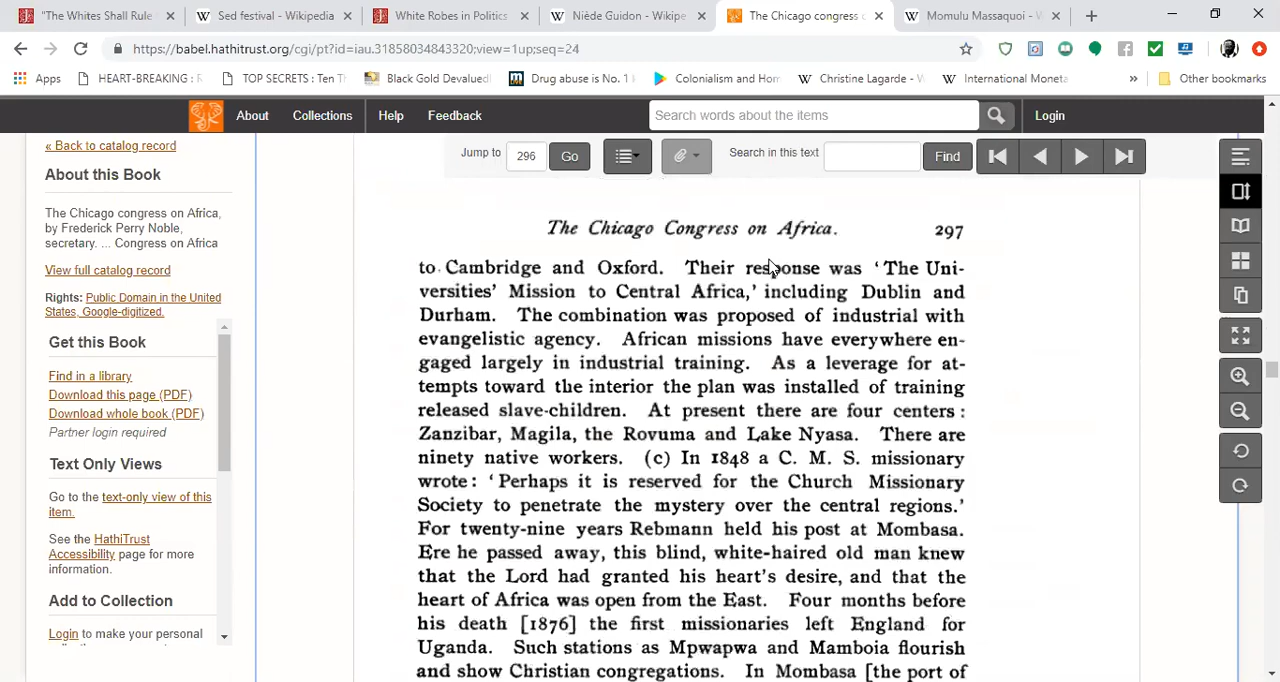 "The Whites Shall Rule
Sed festival - Wikipedia
White Robes in Politics
Niède Guidon - Wikipe
The Chicago congress
Momulu Massaquoi - W
https://babel.hathitrust.org/cgi/pt?id=iau.31858034843320;view=1up;seq=24
Apps
HEART-BREAKING : R
TOP SECRETS : Ten Th
Black Gold Devalued!
Drug abuse is No. 1
Colonialism and Hom
Christine Lagarde - W
International Moneta
»
Other bookmarks
About
Collections
Help
Feedback
Search words about the items
Login
« Back to catalog record
About this Book
The Chicago congress on Africa,
by Frederick Perry Noble,
secretary. ... Congress on Africa
View full catalog record
Rights: Public Domain in the United
States, Google-digitized.
Get this Book
Find in a library
Download this page (PDF)
Download whole book (PDF)
Partner login required
Text Only Views
Go to the text-only view of this
item.
See the HathiTrust
Accessibility page for more
information.
Add to Collection
Login to make your personal
Jump to
296
Go
Search in this text
Find
The Chicago Congress on Africa. 297
to Cambridge and Oxford. Their response was 'The Uni-
versities' Mission to Central Africa,' including Dublin and
Durham. The combination was proposed of industrial with
evangelistic agency. African missions have everywhere en-
gaged largely in industrial training. As a leverage for at-
tempts toward the interior the plan was installed of training
released slave-children. At present there are four centers :
Zanzibar, Magila, the Rovuma and Lake Nyasa. There are
ninety native workers. (c) In 1848 a C. M. S. missionary
wrote : 'Perhaps it is reserved for the Church Missionary
Society to penetrate the mystery over the central regions.'
For twenty-nine years Rebmann held his post at Mombasa.
Ere he passed away, this blind, white-haired old man knew
that the Lord had granted his heart's desire, and that the
heart of Africa was open from the East. Four months before
his death [1876] the first missionaries left England for
Uganda. Such stations as Mpwapwa and Mamboia flourish
and show Christian congregations. In Mombasa [the port of